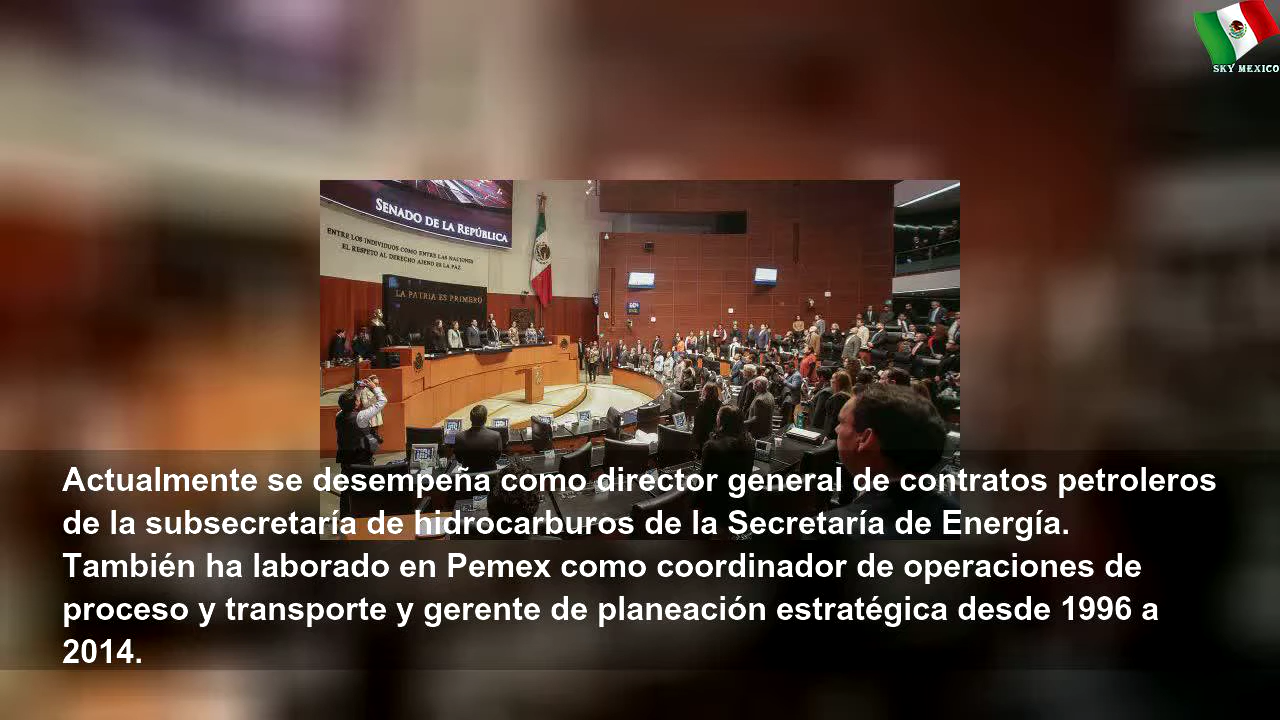 SKY MEXICO
SENADO DE LA REPÚBLICA
ENTRE LOS INDIVIDUOS COMO ENTRE LAS NACIONES
EL RESPETO AL DERECHO AJENO ES LA PAZ
LA PATRIA ES PRIMERO
Actualmente se desempeña como director general de contratos petroleros
de la subsecretaría de hidrocarburos de la Secretaría de Energía.
También ha laborado en Pemex como coordinador de operaciones de
proceso y transporte y gerente de planeación estratégica desde 1996 a
2014.